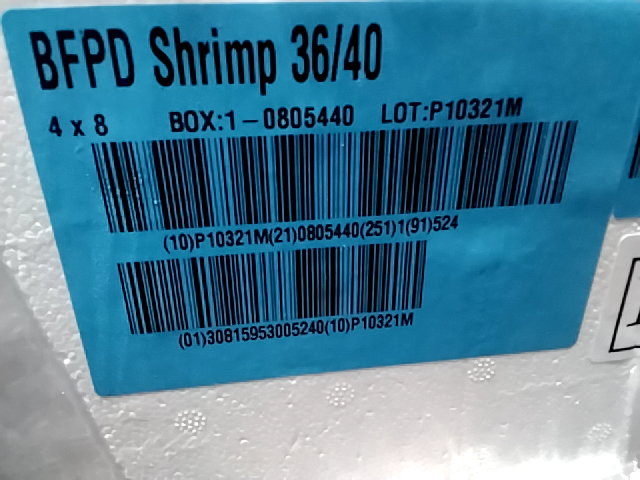 BFPD Shrimp 36/40
4 x 8 BOX:1-0805440 LOT:P10321M
(10)P10321M(21)0805440(251)1(91)524
(01)30815953005240(10)P10321M